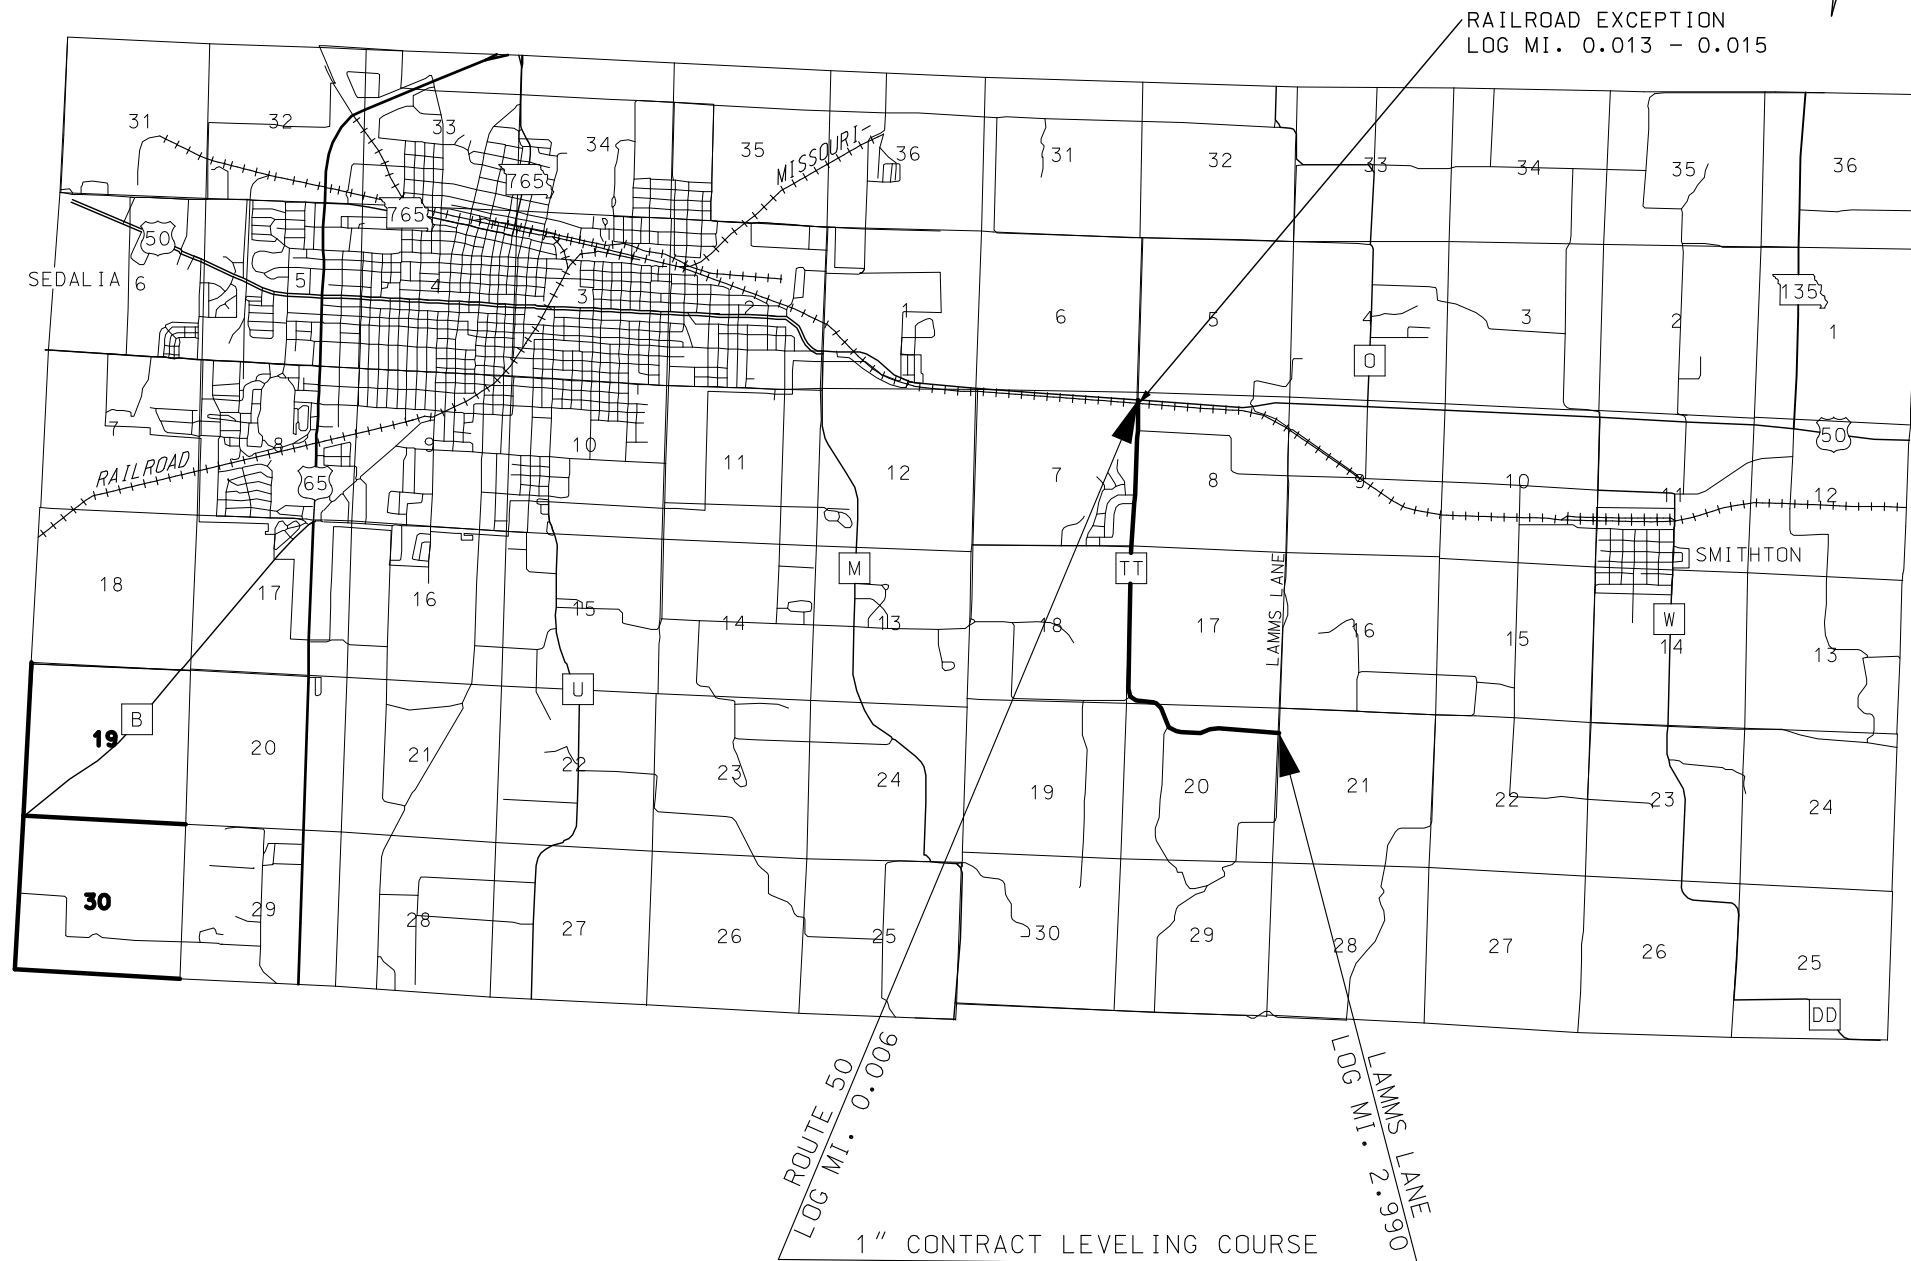 RAILROAD EXCEPTION
LOG MI. 0.013 - 0.015
31 32 33 34 35 36 31 32 33 34 35 36
MISSOURI-
765
765
50
SEDALIA 6 5 4 3 2 1 6 5 4 3 2 1
135
O
50
7 8 9 10 11 12 7 8 9 10 11 12
RAILROAD
65
SMITHTON
M
TT
LAMMS LANE
W
18 17 16 15 14 13 18 17 16 15 14 13
U
B
19 20 21 22 23 24 19 20 21 22 23 24
30 29 28 27 26 25 30 29 28 27 26 25
DD
ROUTE 50
LOG MI. 0.006
LAMMS LANE
LOG MI. 2.990
1" CONTRACT LEVELING COURSE